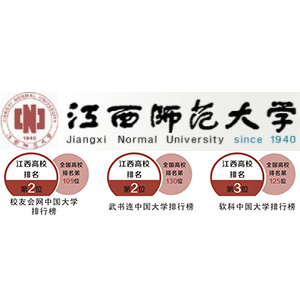 JIANGXI NORMAL UNIVERSITY
1940
江西师范大学
Jiangxi Normal University since 1940
江西高校
排名
第2位
全国高校
排名第
109位
校友会网中国大学
排行榜
江西高校
排名
第2位
全国高校
排名第
130位
武书连中国大学排行榜
江西高校
排名
第3位
全国高校
排名第
125位
软科中国大学排行榜